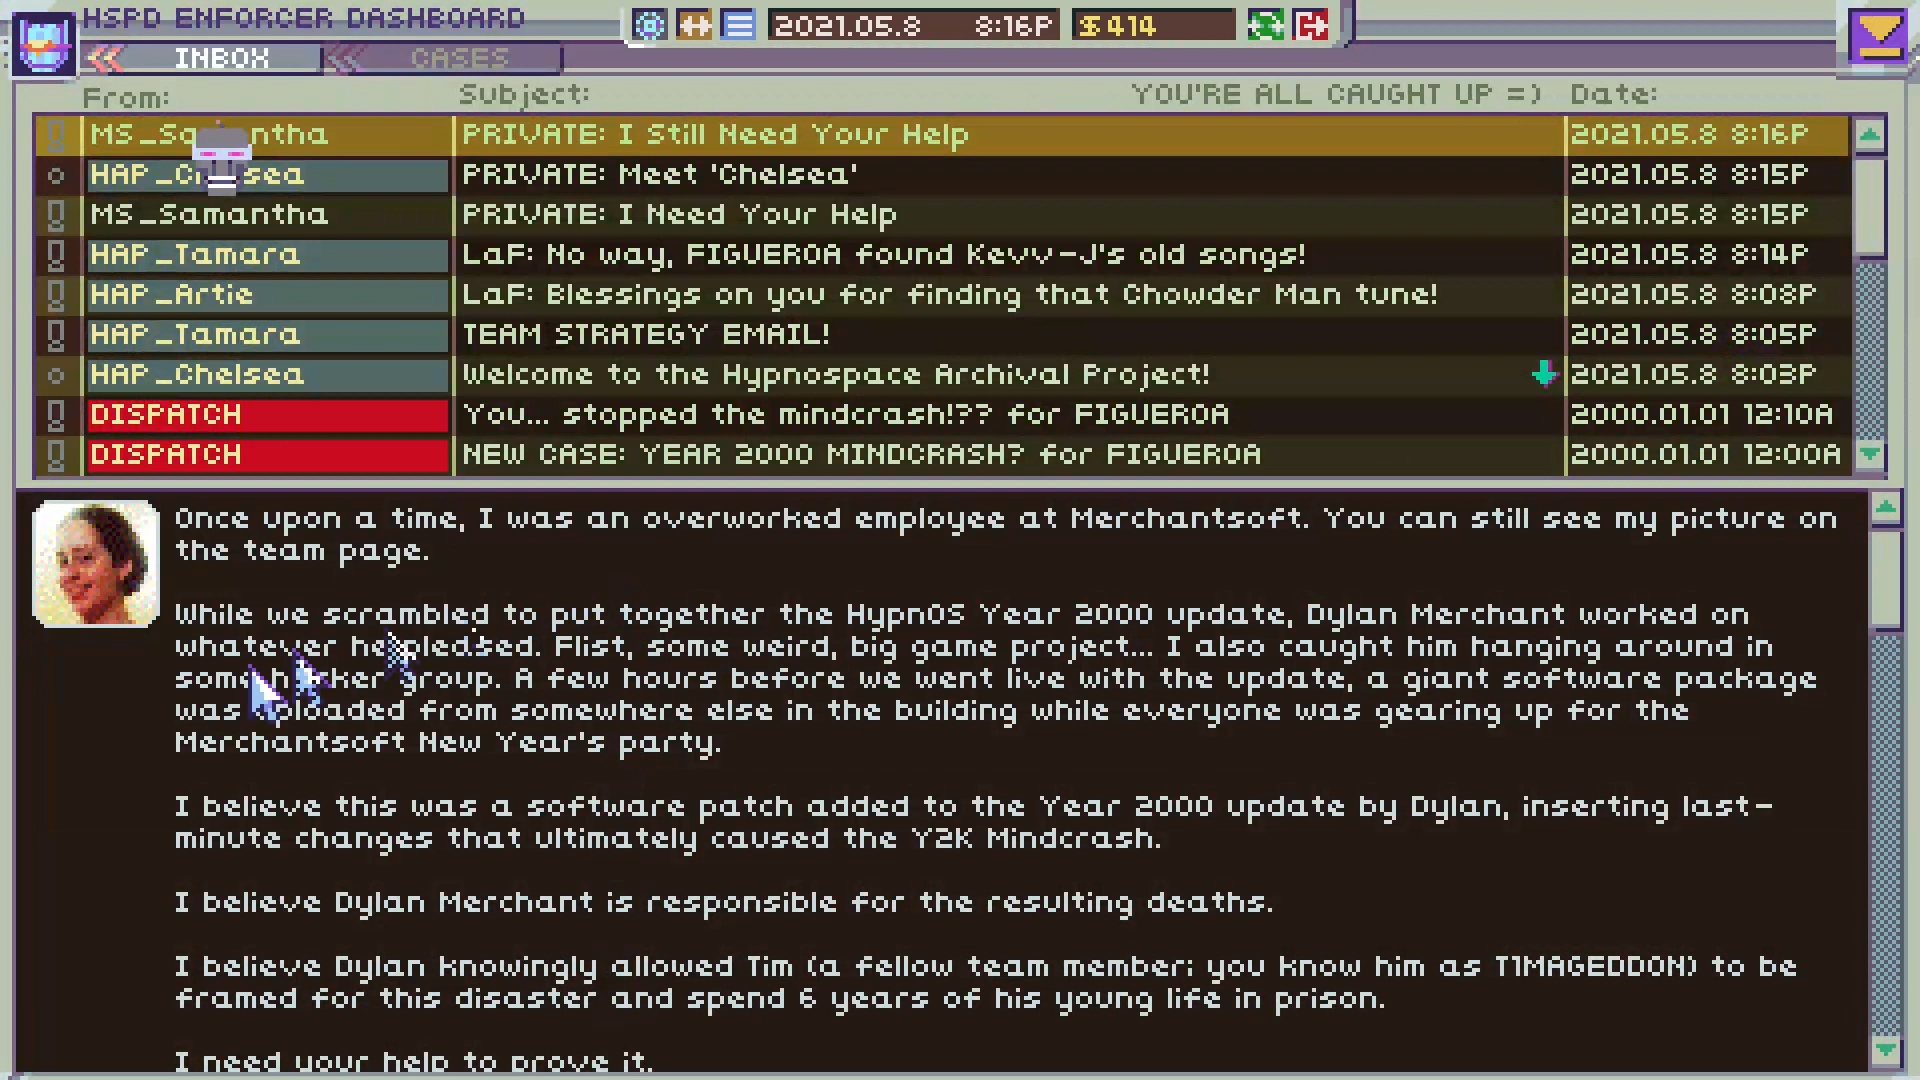 HSPD ENFORCER DASHBOARD
2021.05.8 8:16P $414
INBOX CASES
From: Subject: YOU'RE ALL CAUGHT UP =) Date:
MS_Samantha PRIVATE: I Still Need Your Help 2021.05.8 8:16P
HAP_Chelsea PRIVATE: Meet 'Chelsea' 2021.05.8 8:15P
MS_Samantha PRIVATE: I Need Your Help 2021.05.8 8:15P
HAP_Tamara LaF: No way, FIGUEROA found Kevv-J's old songs! 2021.05.8 8:14P
HAP_Artie LaF: Blessings on you for finding that Chowder Man tune! 2021.05.8 8:08P
HAP_Tamara TEAM STRATEGY EMAIL! 2021.05.8 8:05P
HAP_Chelsea Welcome to the Hypnospace Archival Project! 2021.05.8 8:03P
DISPATCH You... stopped the mindcrash!?? for FIGUEROA 2000.01.01 12:10A
DISPATCH NEW CASE: YEAR 2000 MINDCRASH? for FIGUEROA 2000.01.01 12:00A
Once upon a time, I was an overworked employee at Merchantsoft. You can still see my picture on
the team page.
While we scrambled to put together the HypnOS Year 2000 update, Dylan Merchant worked on
whatever he pleased. Flist, some weird, big game project... I also caught him hanging around in
some hacker group. A few hours before we went live with the update, a giant software package
was uploaded from somewhere else in the building while everyone was gearing up for the
Merchantsoft New Year's party.
I believe this was a software patch added to the Year 2000 update by Dylan, inserting last-
minute changes that ultimately caused the Y2K Mindcrash.
I believe Dylan Merchant is responsible for the resulting deaths.
I believe Dylan knowingly allowed Tim (a fellow team member; you know him as T1MAGEDDON) to be
framed for this disaster and spend 6 years of his young life in prison.
I need your help to prove it.